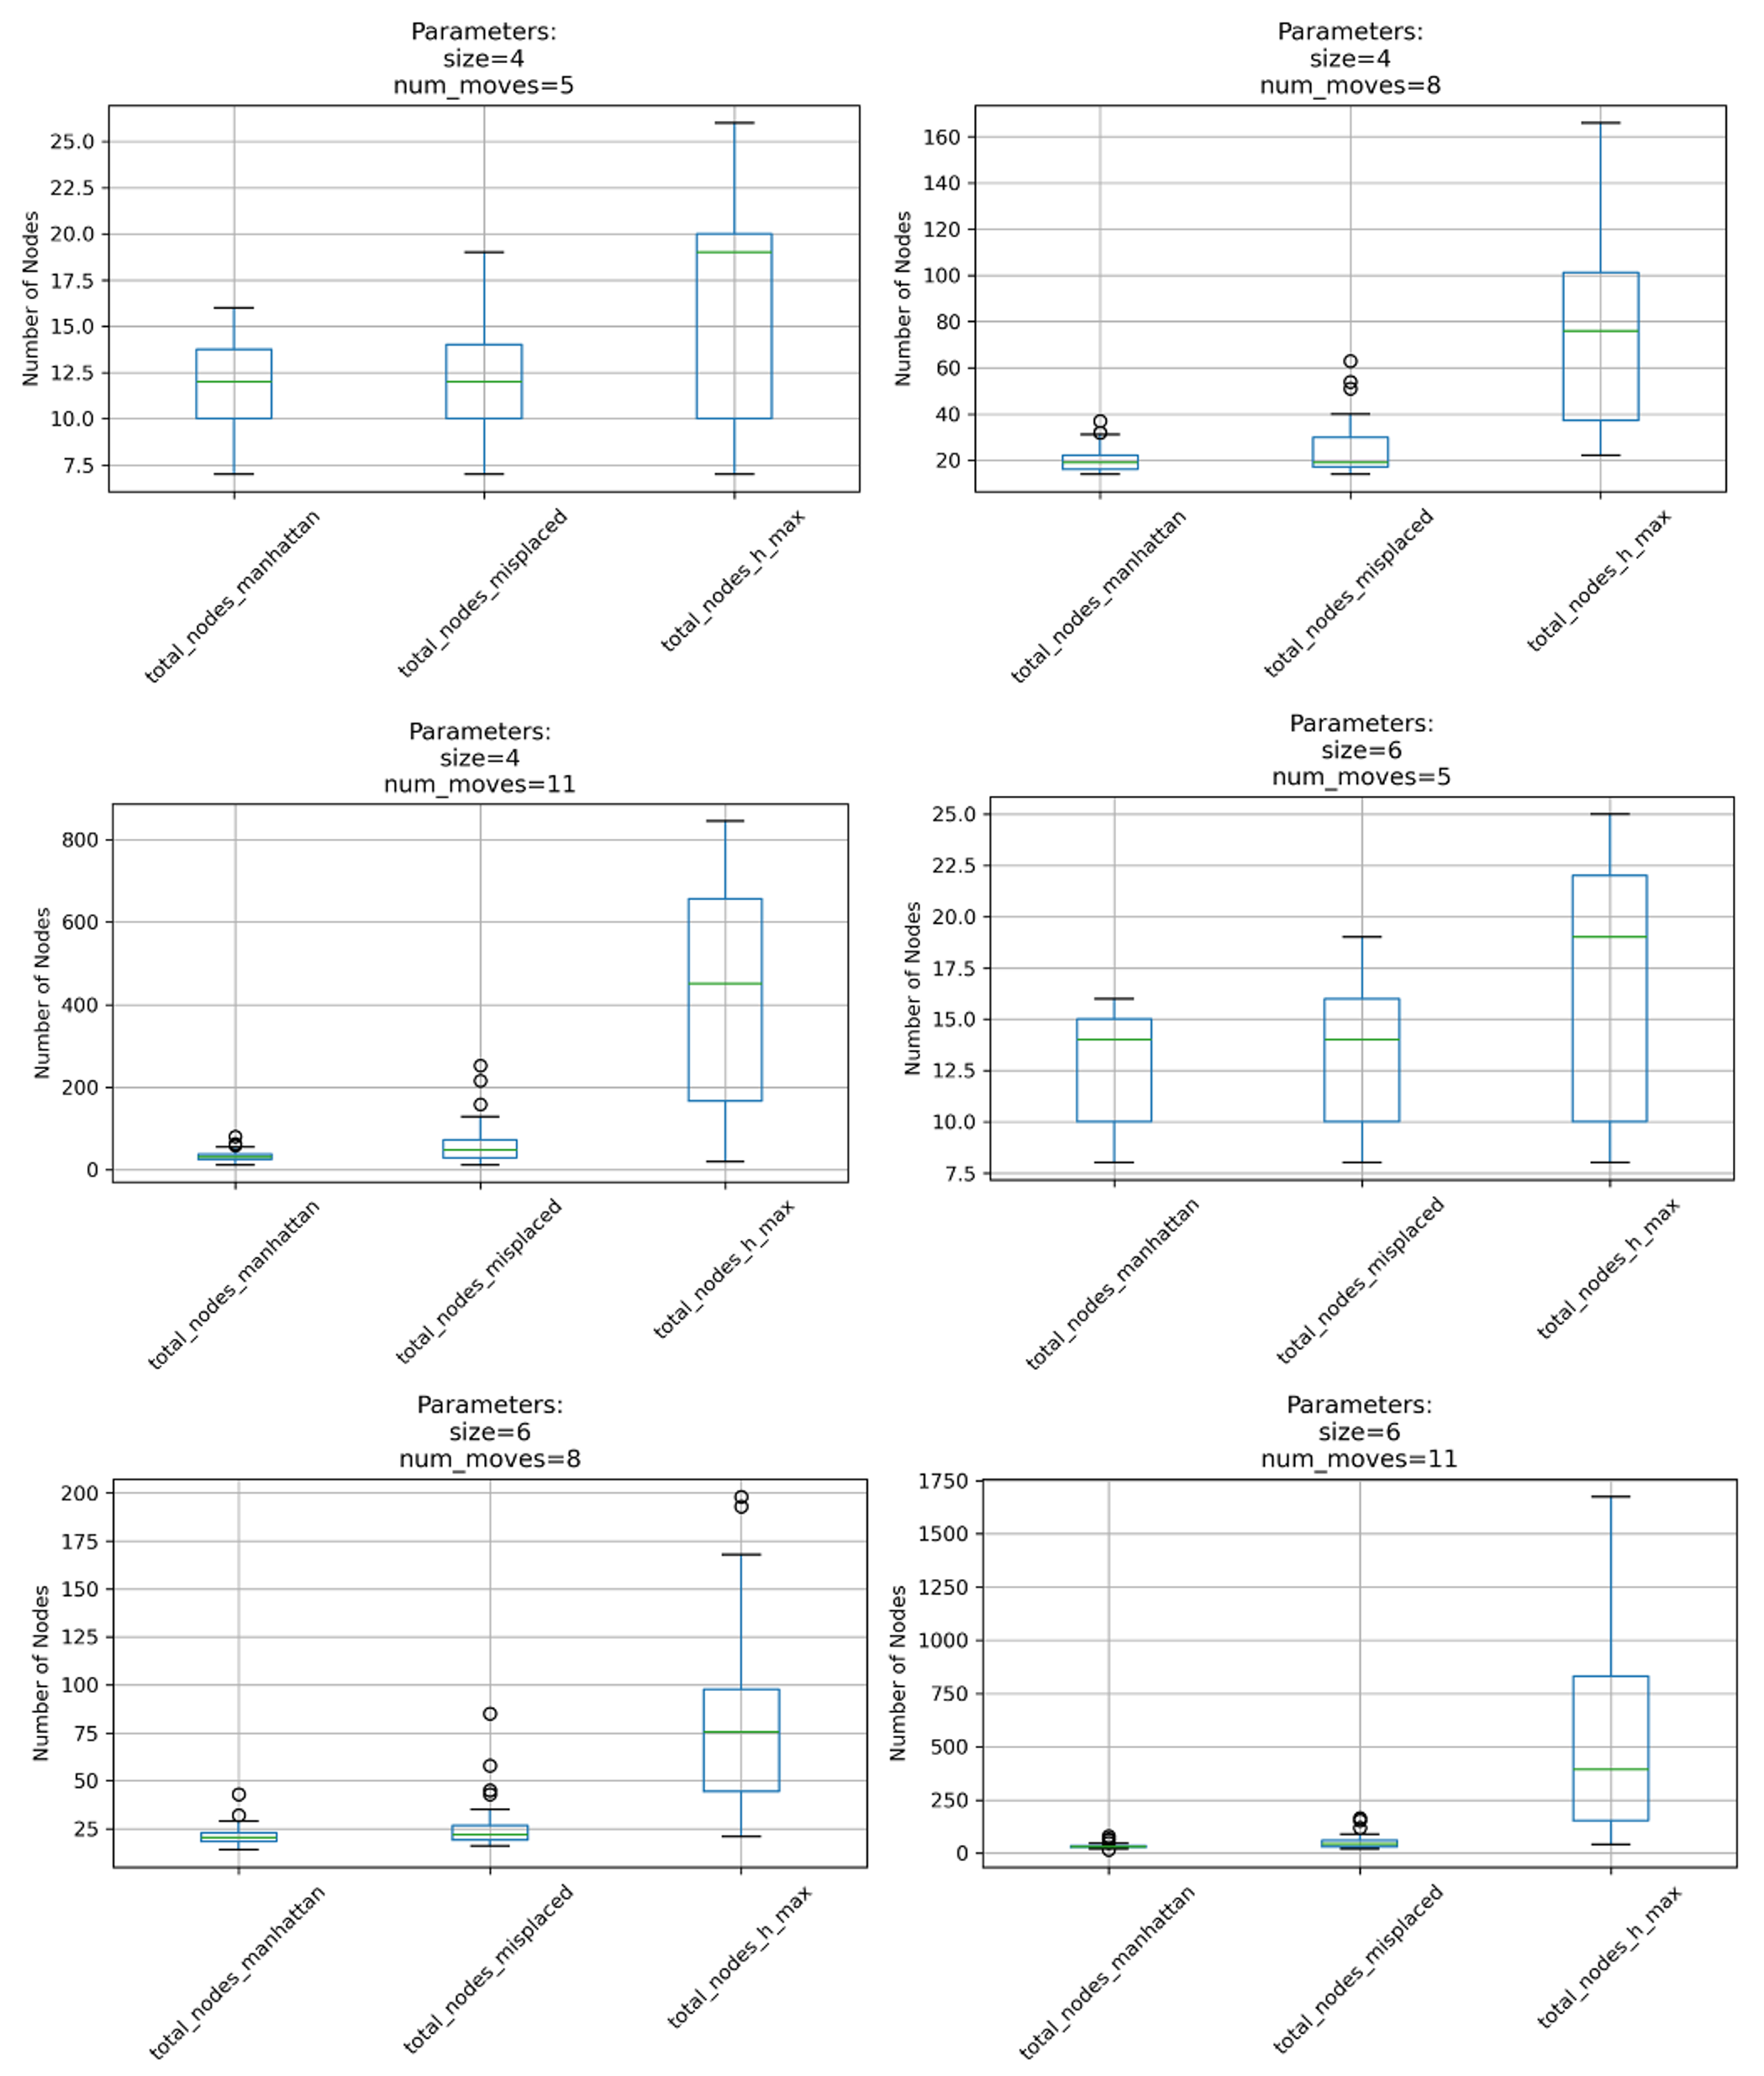 Parameters:
size=4
num_moves=5
Number of Nodes
25.0
22.5
20.0
17.5
15.0
12.5
10.0
7.5
total_nodes_manhattan
total_nodes_misplaced
total_nodes_h_max
Parameters:
size=4
num_moves=8
Number of Nodes
160
140
120
100
80
60
40
20
total_nodes_manhattan
total_nodes_misplaced
total_nodes_h_max
Parameters:
size=4
num_moves=11
Number of Nodes
800
600
400
200
0
total_nodes_manhattan
total_nodes_misplaced
total_nodes_h_max
Parameters:
size=6
num_moves=5
Number of Nodes
25.0
22.5
20.0
17.5
15.0
12.5
10.0
7.5
total_nodes_manhattan
total_nodes_misplaced
total_nodes_h_max
Parameters:
size=6
num_moves=8
Number of Nodes
200
175
150
125
100
75
50
25
total_nodes_manhattan
total_nodes_misplaced
total_nodes_h_max
Parameters:
size=6
num_moves=11
Number of Nodes
1750
1500
1250
1000
750
500
250
0
total_nodes_manhattan
total_nodes_misplaced
total_nodes_h_max